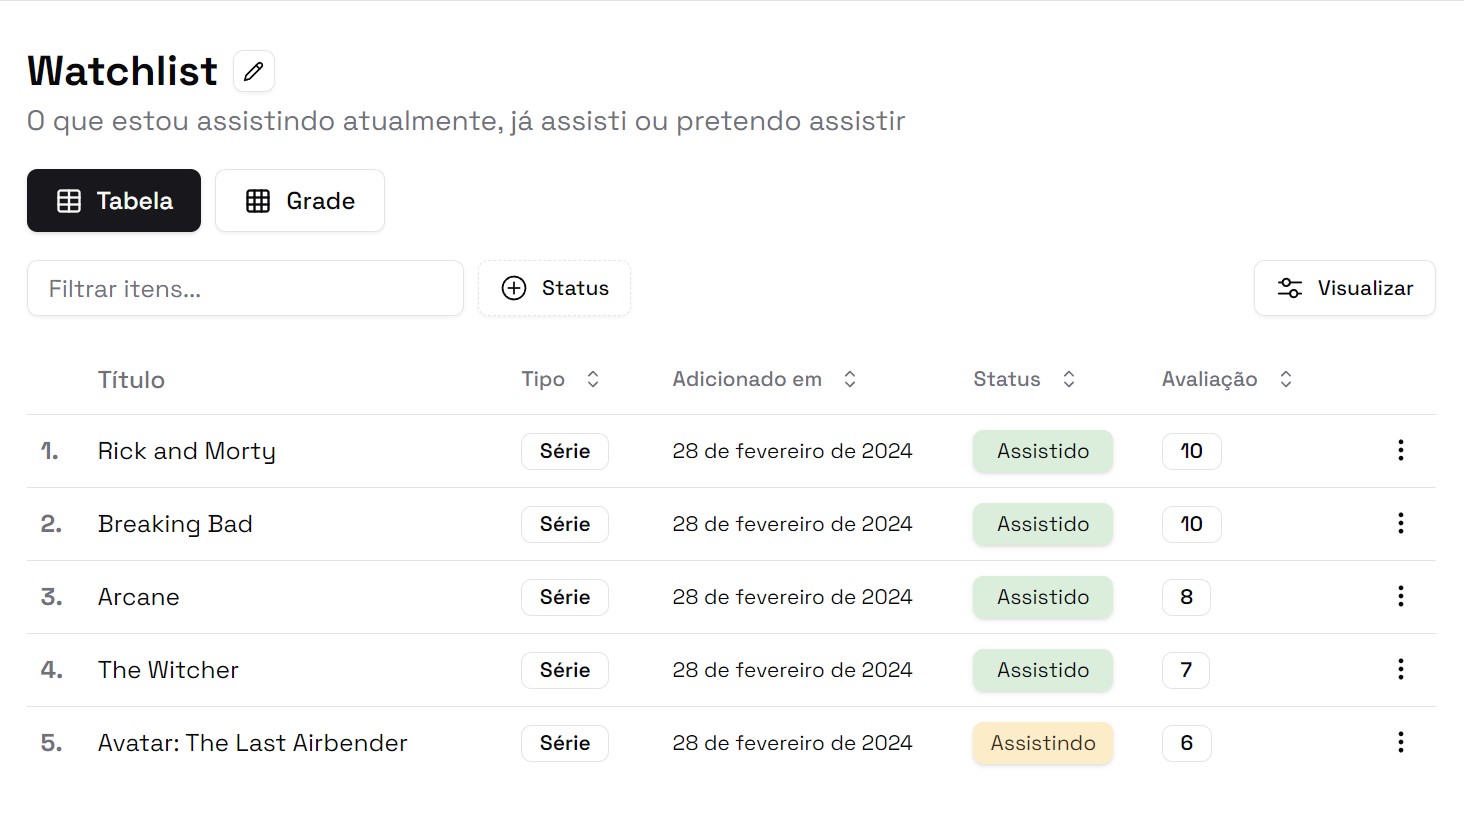 Watchlist
O que estou assistindo atualmente, já assisti ou pretendo assistir
Tabela Grade
Filtrar itens... Status Visualizar
Título Tipo Adicionado em Status Avaliação
1. Rick and Morty Série 28 de fevereiro de 2024 Assistido 10
2. Breaking Bad Série 28 de fevereiro de 2024 Assistido 10
3. Arcane Série 28 de fevereiro de 2024 Assistido 8
4. The Witcher Série 28 de fevereiro de 2024 Assistido 7
5. Avatar: The Last Airbender Série 28 de fevereiro de 2024 Assistindo 6